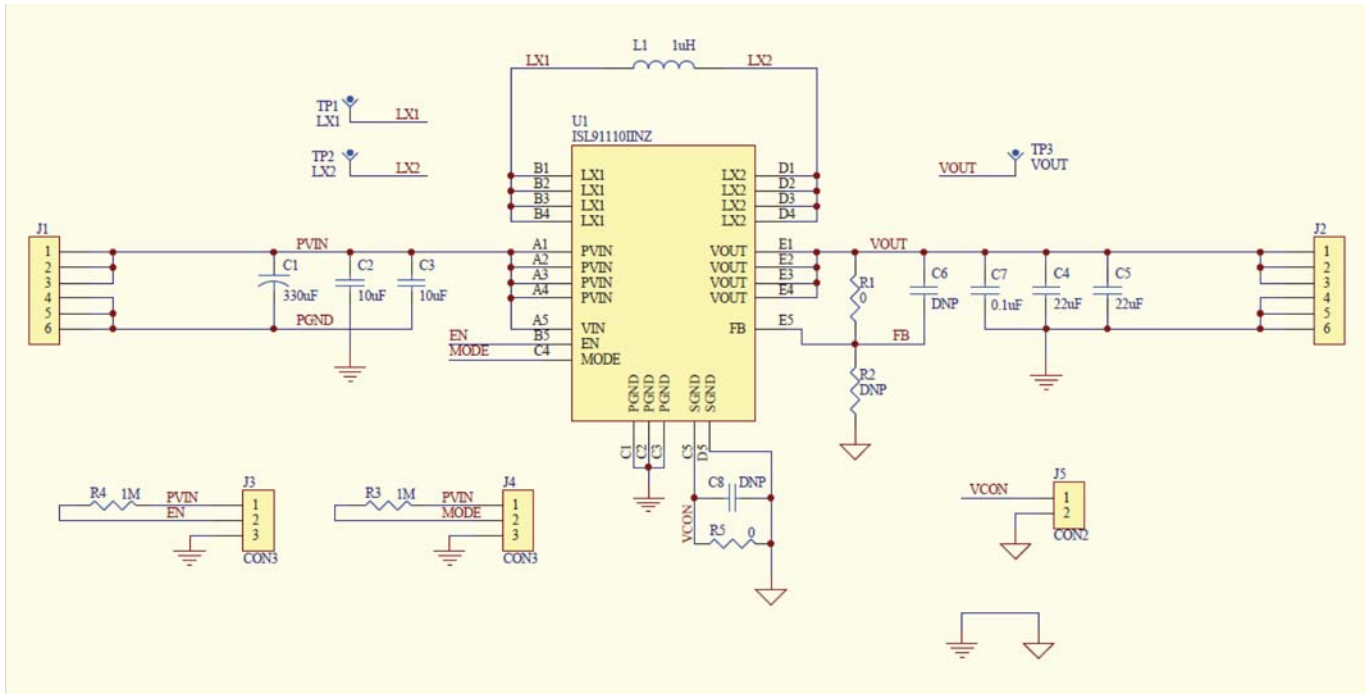 L1 1uH
LX1 LX2
TP1
LX1 LX1
TP2
LX2 LX2
U1
ISL91110IINZ
TP3
VOUT VOUT
B1 LX1 LX2 D1
B2 LX1 LX2 D2
B3 LX1 LX2 D3
B4 LX1 LX2 D4
J1
J2
1 PVIN A1 PVIN VOUT E1 VOUT 1
2 A2 PVIN VOUT E2 2
3 A3 PVIN VOUT E3 3
4 A4 PVIN VOUT E4 4
5 5
6 PGND A5 VIN FB E5 FB 6
C1
330uF
C2
10uF
C3
10uF
R1
0
C6
DNP
C7
0.1uF
C4
22uF
C5
22uF
EN B5 EN
MODE C4 MODE
R2
DNP
PGND
PGND
PGND
SGND
SGND
C1
C2
C3
C5
D5
J3
R4 1M PVIN 1
EN 2
3
CON3
J4
R3 1M PVIN 1
MODE 2
3
CON3
C8 DNP
VCON
R5 0
J5
VCON 1
2
CON2